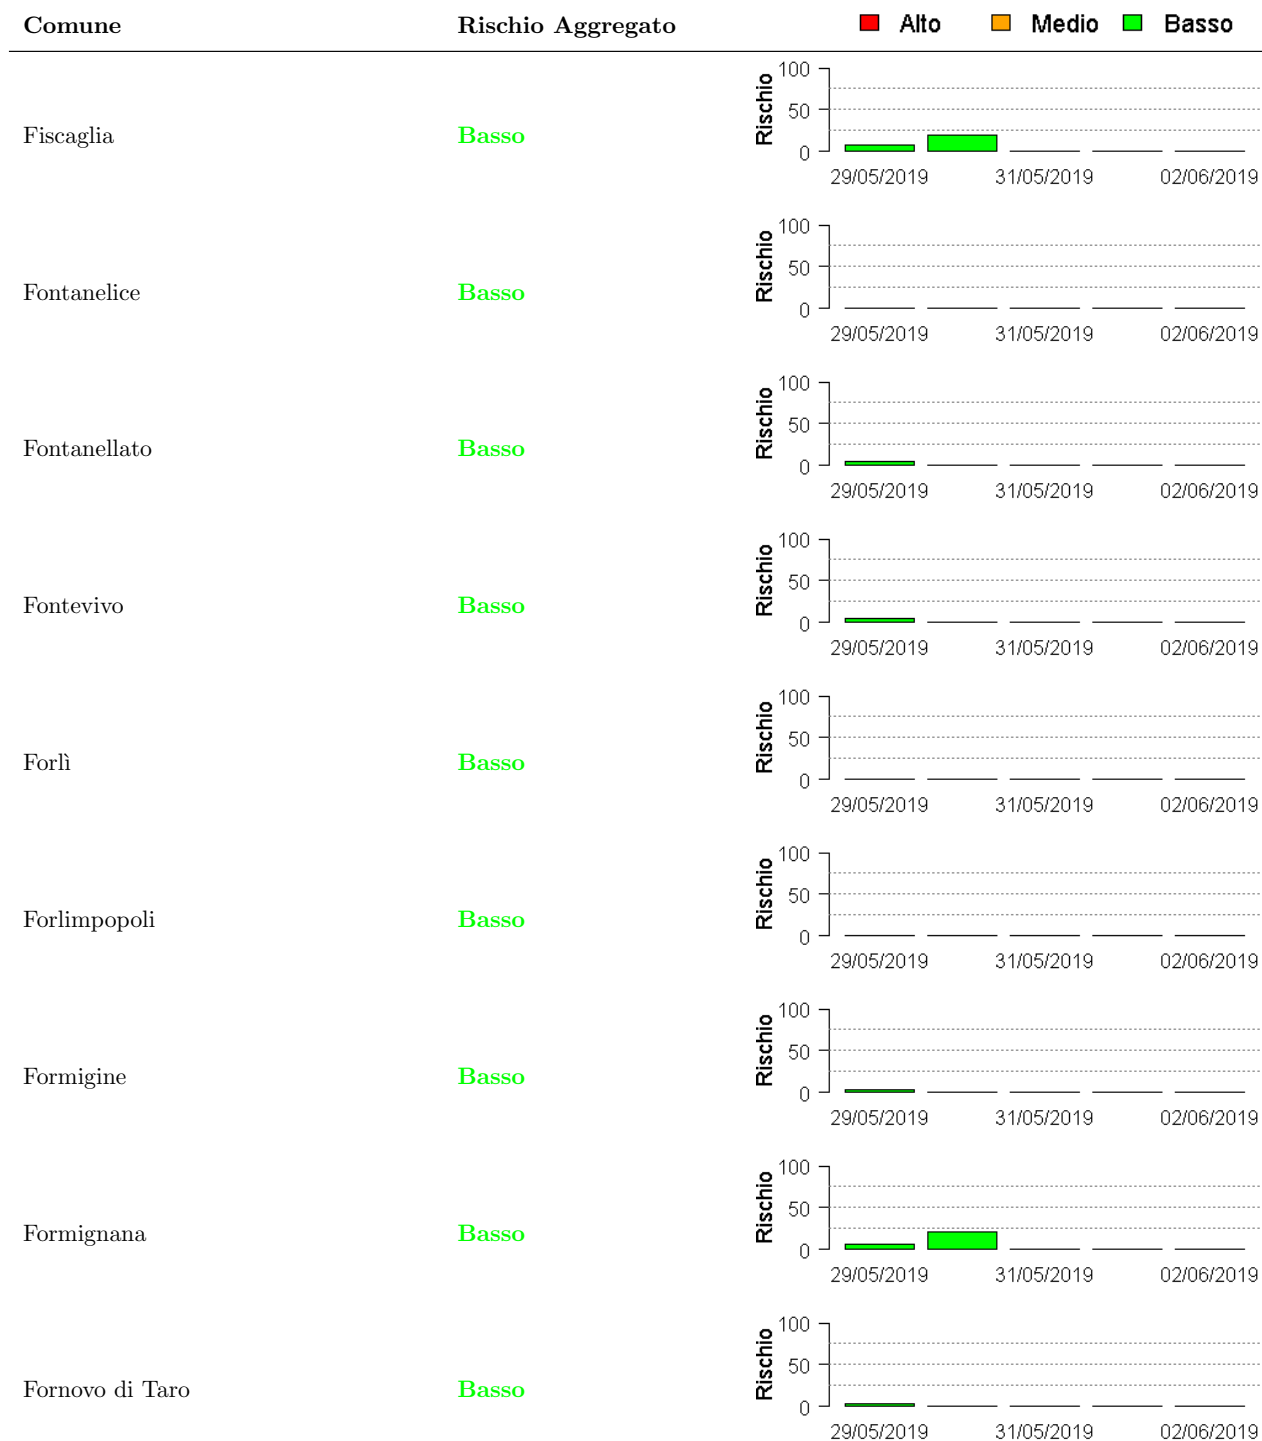 Comune Rischio Aggregato Alto Medio Basso
Fiscaglia Basso
Rischio
100
50
0
29/05/2019 31/05/2019 02/06/2019
Fontanelice Basso
Rischio
100
50
0
29/05/2019 31/05/2019 02/06/2019
Fontanellato Basso
Rischio
100
50
0
29/05/2019 31/05/2019 02/06/2019
Fontevivo Basso
Rischio
100
50
0
29/05/2019 31/05/2019 02/06/2019
Forlì Basso
Rischio
100
50
0
29/05/2019 31/05/2019 02/06/2019
Forlimpopoli Basso
Rischio
100
50
0
29/05/2019 31/05/2019 02/06/2019
Formigine Basso
Rischio
100
50
0
29/05/2019 31/05/2019 02/06/2019
Formignana Basso
Rischio
100
50
0
29/05/2019 31/05/2019 02/06/2019
Fornovo di Taro Basso
Rischio
100
50
0
29/05/2019 31/05/2019 02/06/2019